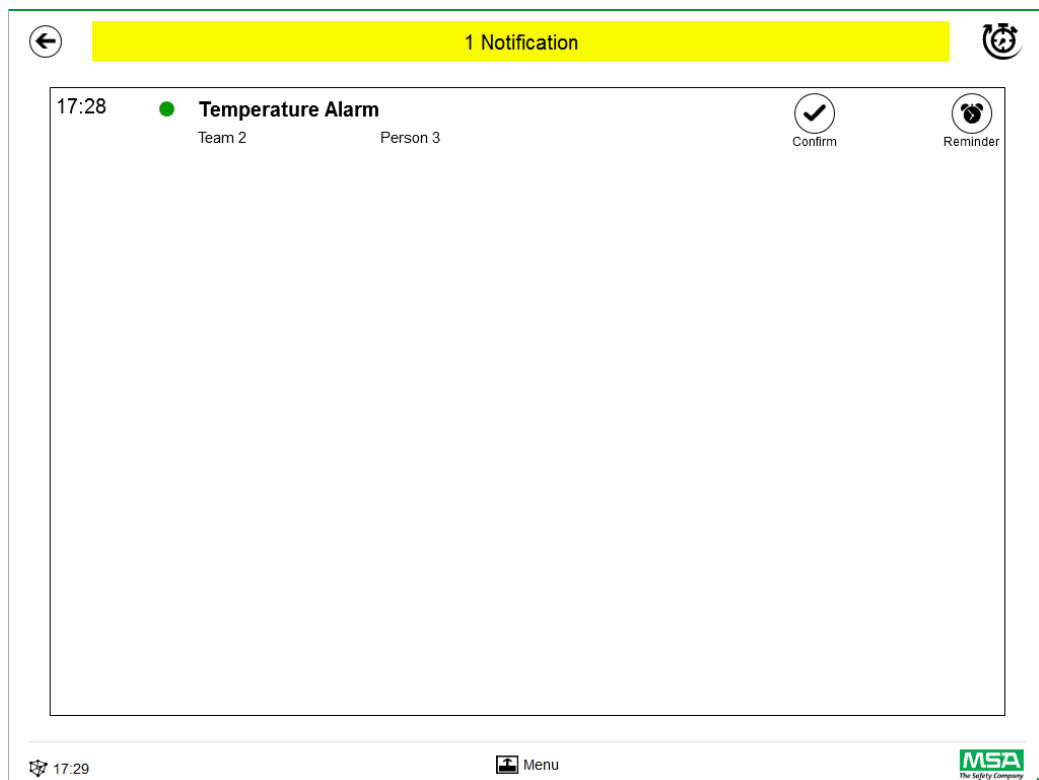 1 Notification
17:28
Temperature Alarm
Team 2 Person 3
Confirm
Reminder
17:29
Menu
MSA
The Safety Company